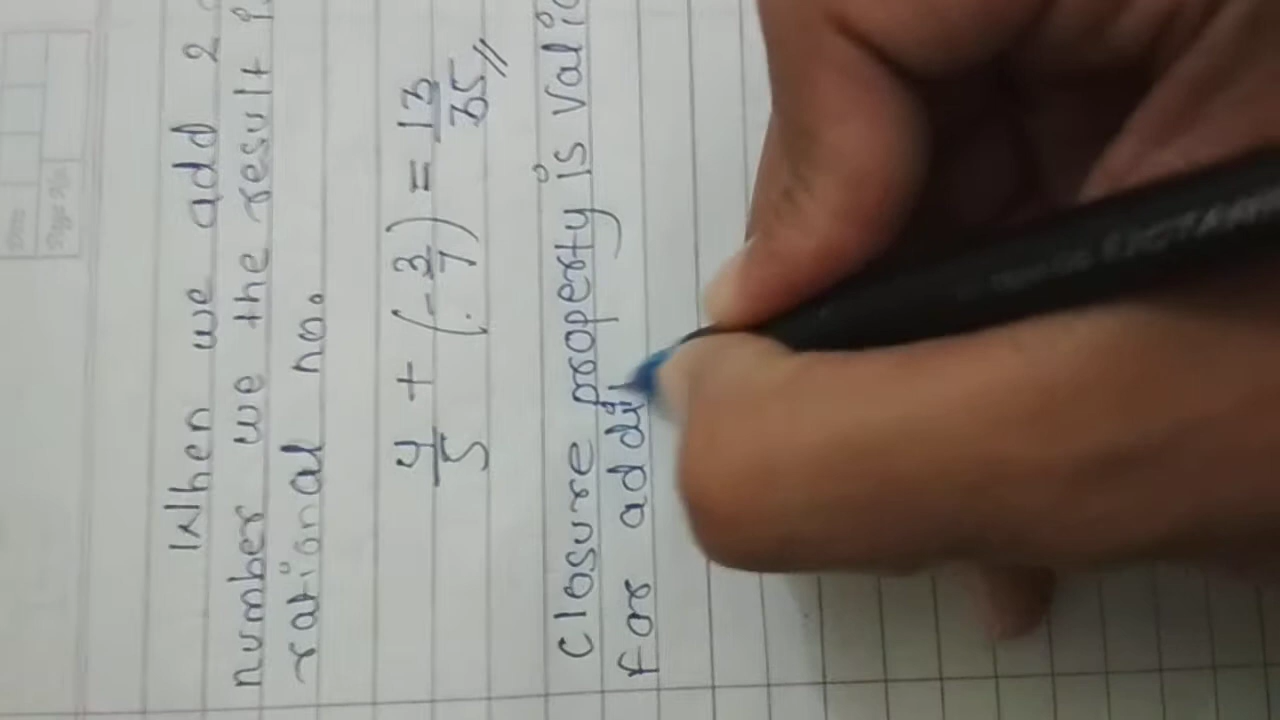 When we add 2
number we the result
rational no.
4/5 + (-3/7) = 13/35 //
Closure property is vali
for addi